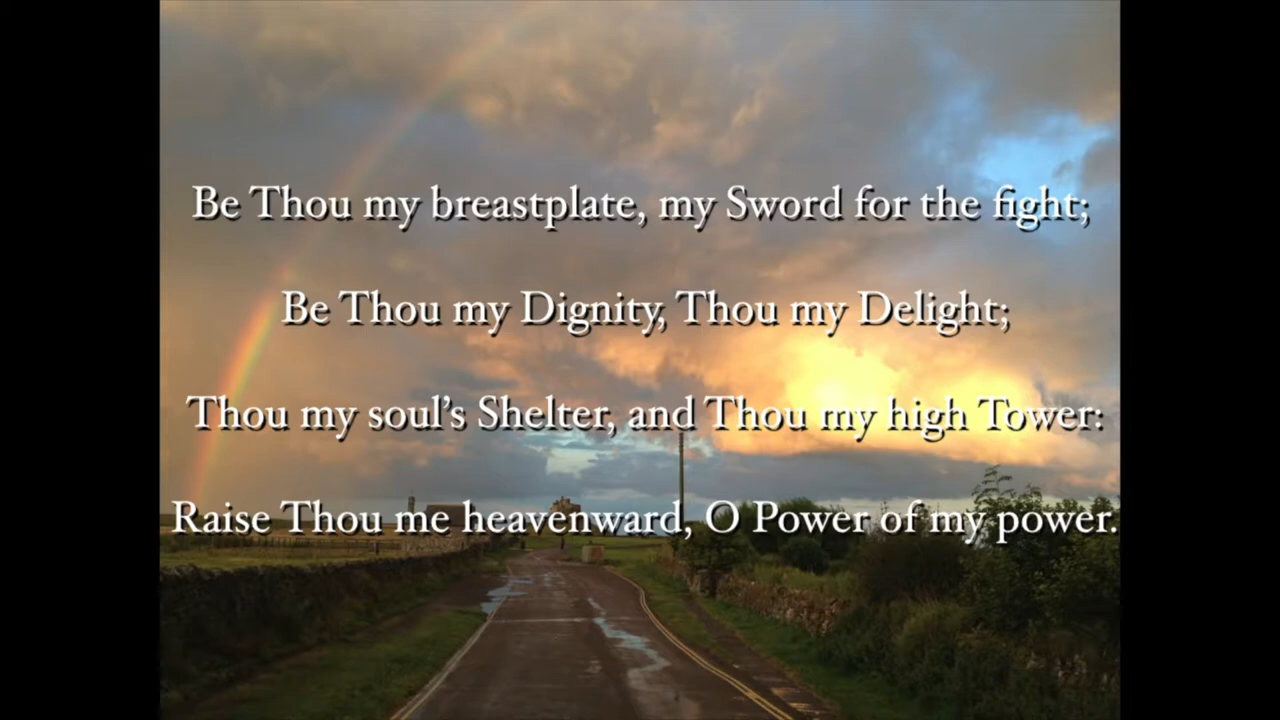 Be Thou my breastplate, my Sword for the fight;
Be Thou my Dignity, Thou my Delight;
Thou my soul’s Shelter, and Thou my high Tower:
Raise Thou me heavenward, O Power of my power.